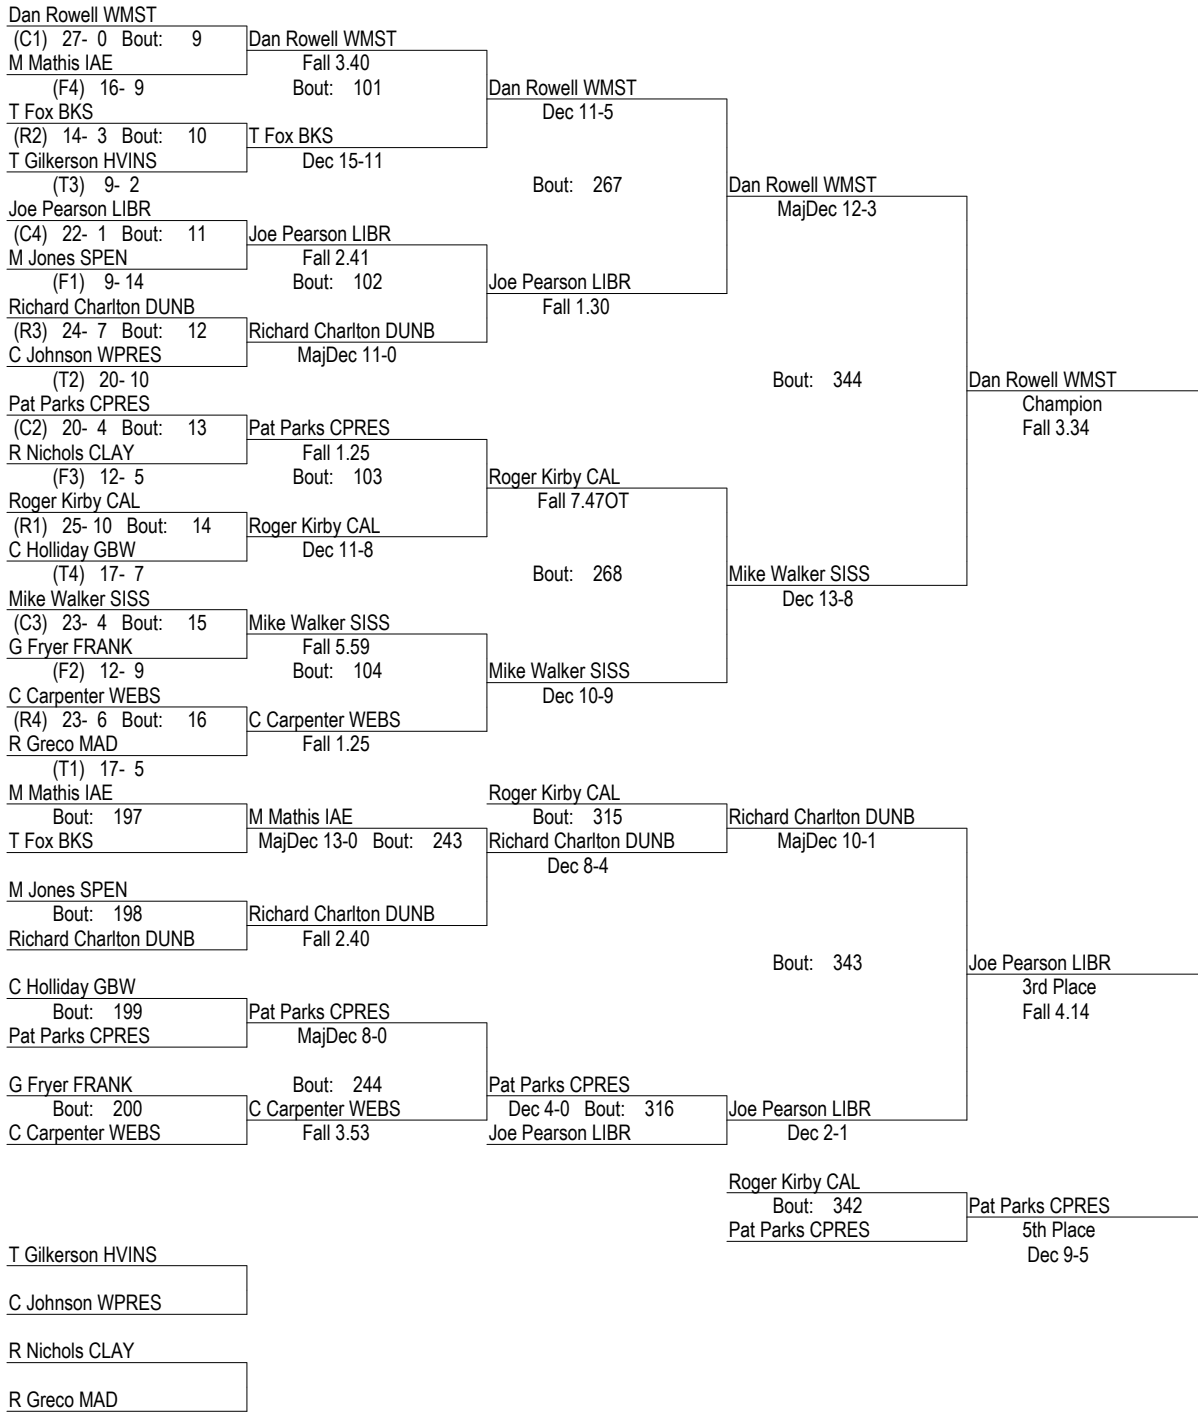 Dan Rowell WMST
(C1) 27- 0 Bout: 9 Dan Rowell WMST
M Mathis IAE Fall 3.40
(F4) 16- 9 Bout: 101 Dan Rowell WMST
T Fox BKS Dec 11-5
(R2) 14- 3 Bout: 10 T Fox BKS
T Gilkerson HVINS Dec 15-11
(T3) 9- 2 Bout: 267 Dan Rowell WMST
Joe Pearson LIBR MajDec 12-3
(C4) 22- 1 Bout: 11 Joe Pearson LIBR
M Jones SPEN Fall 2.41
(F1) 9- 14 Bout: 102 Joe Pearson LIBR
Richard Charlton DUNB Fall 1.30
(R3) 24- 7 Bout: 12 Richard Charlton DUNB
C Johnson WPRES MajDec 11-0
(T2) 20- 10 Bout: 344 Dan Rowell WMST
Pat Parks CPRES Champion
(C2) 20- 4 Bout: 13 Pat Parks CPRES Fall 3.34
R Nichols CLAY Fall 1.25
(F3) 12- 5 Bout: 103 Roger Kirby CAL
Roger Kirby CAL Fall 7.47OT
(R1) 25- 10 Bout: 14 Roger Kirby CAL
C Holliday GBW Dec 11-8
(T4) 17- 7 Bout: 268 Mike Walker SISS
Mike Walker SISS Dec 13-8
(C3) 23- 4 Bout: 15 Mike Walker SISS
G Fryer FRANK Fall 5.59
(F2) 12- 9 Bout: 104 Mike Walker SISS
C Carpenter WEBS Dec 10-9
(R4) 23- 6 Bout: 16 C Carpenter WEBS
R Greco MAD Fall 1.25
(T1) 17- 5
M Mathis IAE Roger Kirby CAL
Bout: 197 M Mathis IAE Bout: 315 Richard Charlton DUNB
T Fox BKS MajDec 13-0 Bout: 243 Richard Charlton DUNB MajDec 10-1
Dec 8-4
M Jones SPEN
Bout: 198 Richard Charlton DUNB
Richard Charlton DUNB Fall 2.40
Bout: 343 Joe Pearson LIBR
C Holliday GBW 3rd Place
Bout: 199 Pat Parks CPRES Fall 4.14
Pat Parks CPRES MajDec 8-0
G Fryer FRANK Bout: 244 Pat Parks CPRES
Bout: 200 C Carpenter WEBS Dec 4-0 Bout: 316 Joe Pearson LIBR
C Carpenter WEBS Fall 3.53 Joe Pearson LIBR Dec 2-1
Roger Kirby CAL
Bout: 342 Pat Parks CPRES
Pat Parks CPRES 5th Place
T Gilkerson HVINS Dec 9-5
C Johnson WPRES
R Nichols CLAY
R Greco MAD